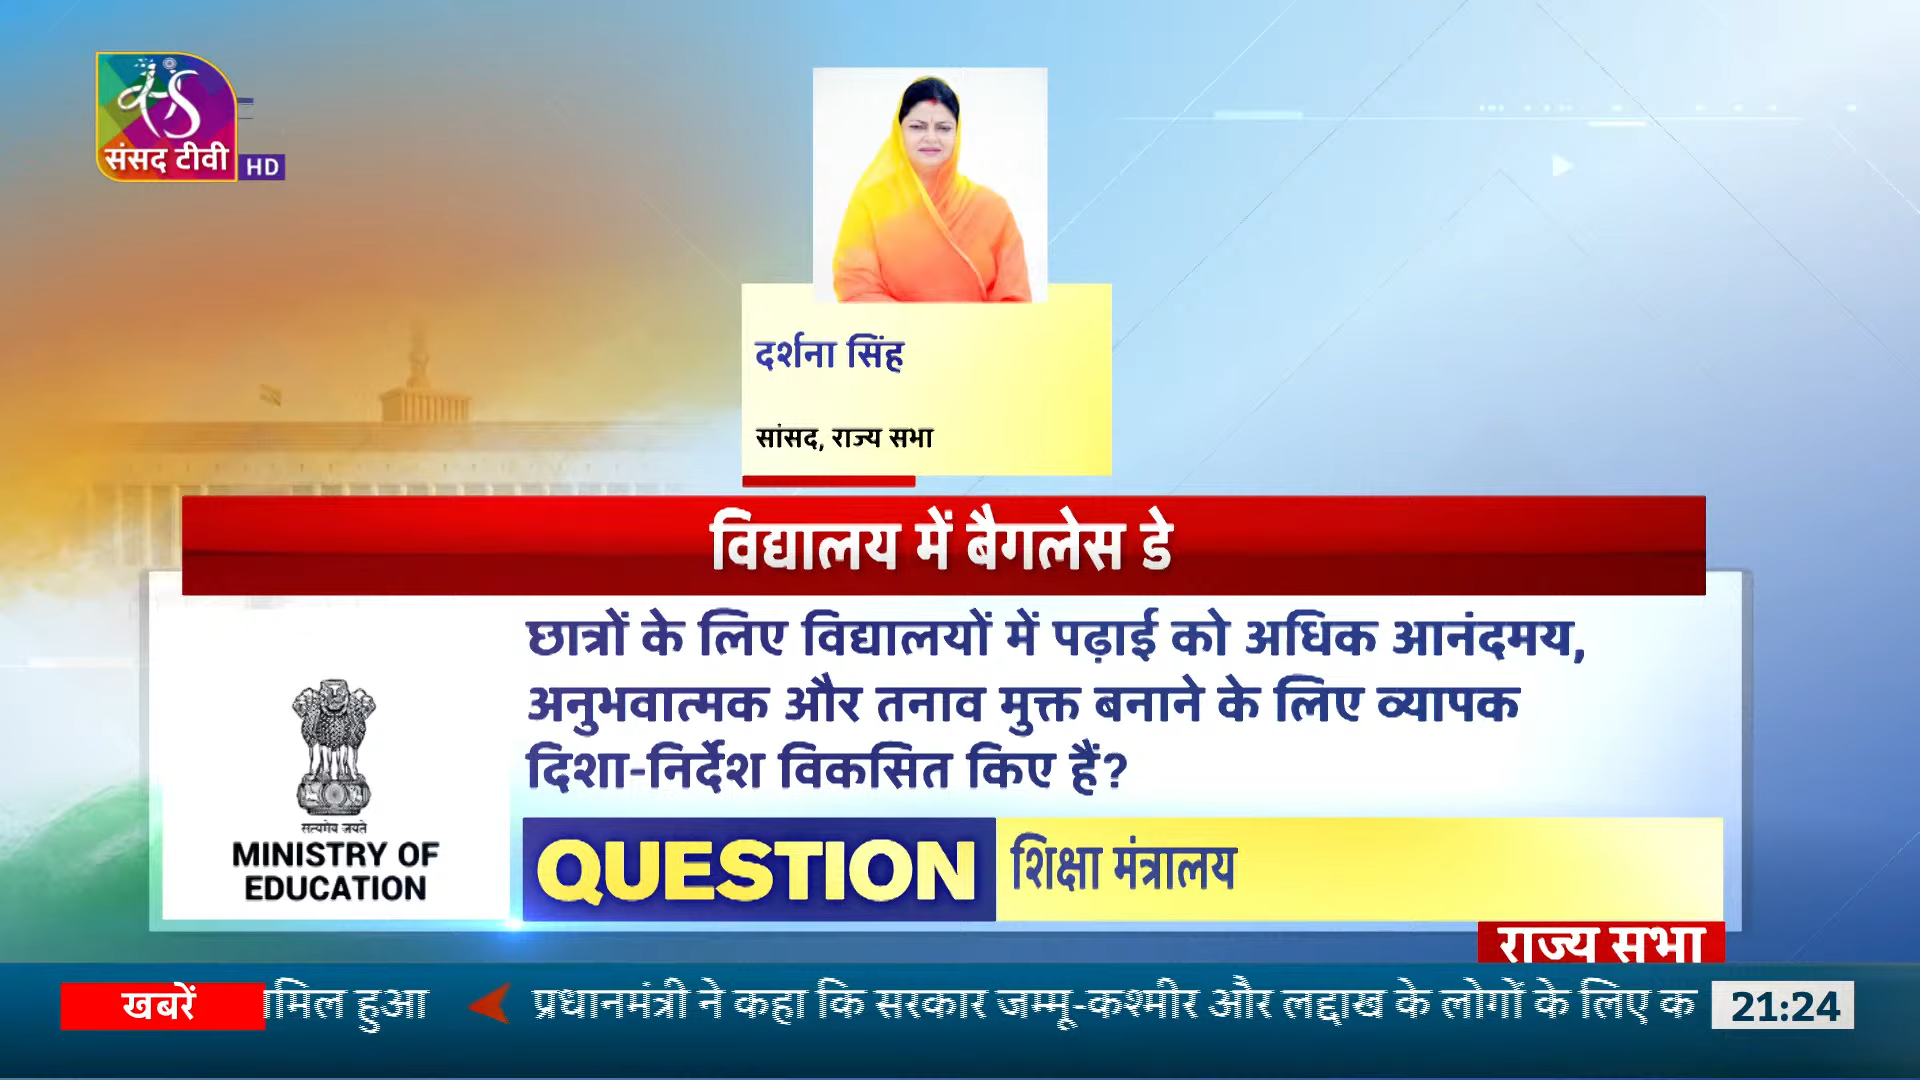 संसद टीवी
HD
दर्शना सिंह
सांसद, राज्य सभा
विद्यालय में बैगलेस डे
छात्रों के लिए विद्यालयों में पढ़ाई को अधिक आनंदमय,
अनुभवात्मक और तनाव मुक्त बनाने के लिए व्यापक
दिशा-निर्देश विकसित किए हैं?
सत्यमेव जयते
MINISTRY OF
EDUCATION
QUESTION शिक्षा मंत्रालय
राज्य सभा
खबरें मिल हुआ प्रधानमंत्री ने कहा कि सरकार जम्मू-कश्मीर और लद्दाख के लोगों के लिए क 21:24